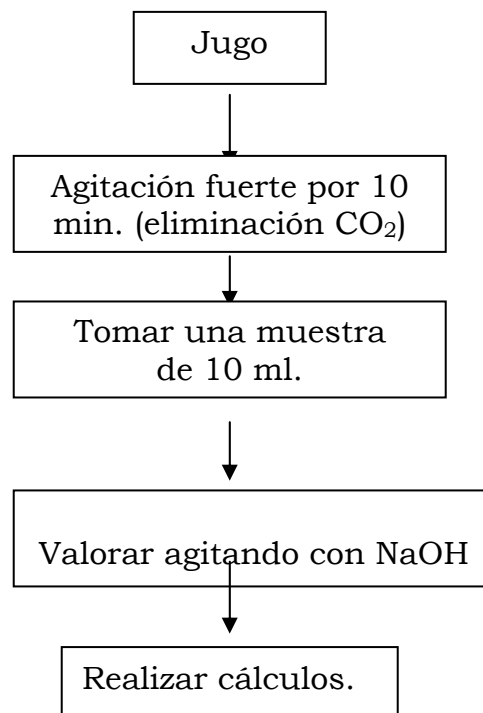 Jugo
Agitación fuerte por 10
min. (eliminación CO₂)
Tomar una muestra
de 10 ml.
Valorar agitando con NaOH
Realizar cálculos.